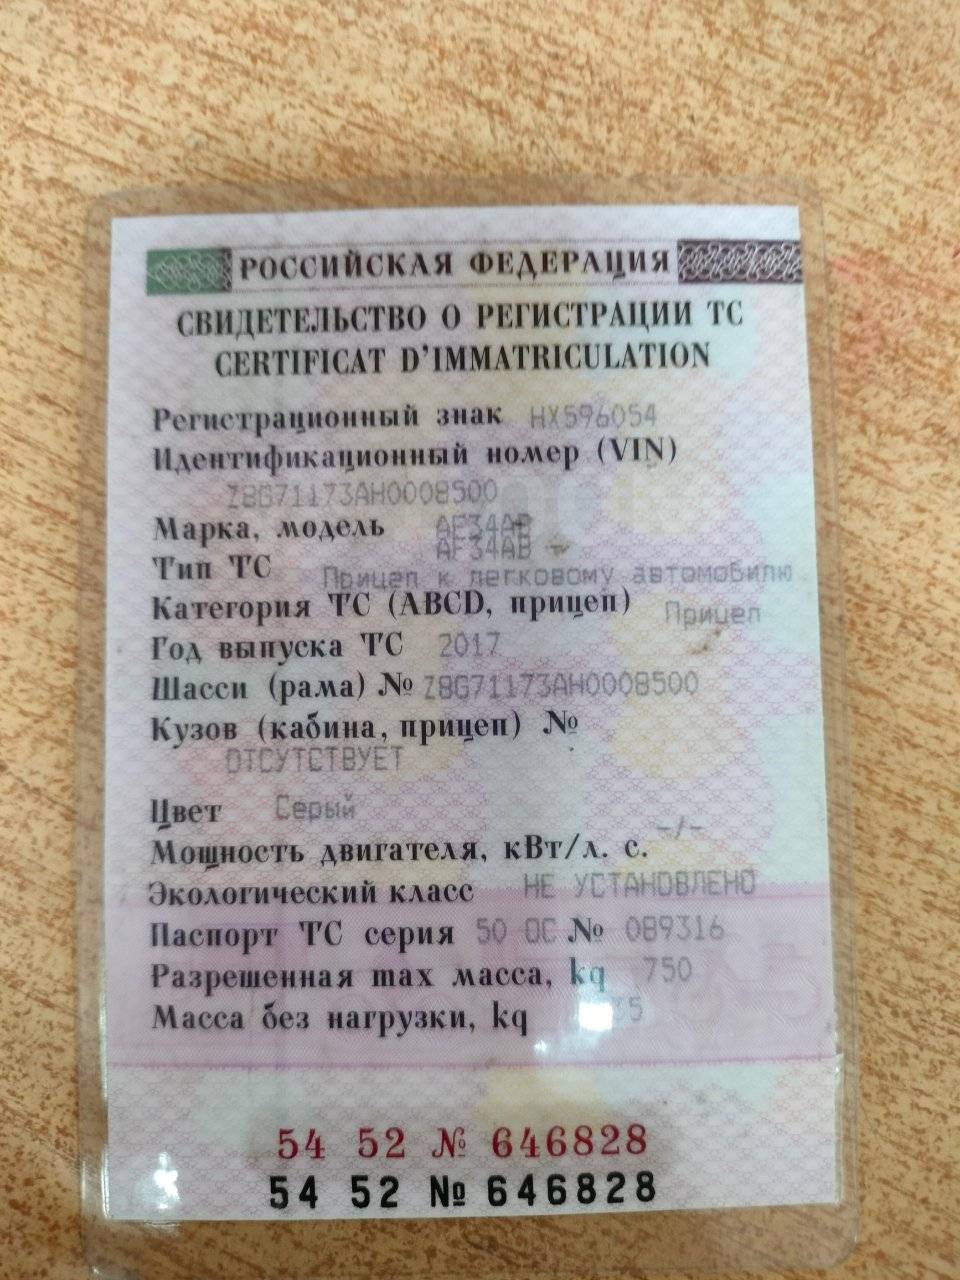 РОССИЙСКАЯ ФЕДЕРАЦИЯ
СВИДЕТЕЛЬСТВО О РЕГИСТРАЦИИ ТС
CERTIFICAT D'IMMATRICULATION
Регистрационный знак НХ596054
Идентификационный номер (VIN)
Z8G71173AH0008500
Марка, модель AF34AB
AF34AB
Тип ТС Прицеп к легковому автомобилю
Категория ТС (ABCD, прицеп) Прицеп
Год выпуска ТС 2017
Шасси (рама) № Z8G71173AH0008500
Кузов (кабина, прицеп) №
ОТСУТСТВУЕТ
Цвет Серый
Мощность двигателя, кВт/л. с. -/-
Экологический класс НЕ УСТАНОВЛЕНО
Паспорт ТС серия 50 ОС № 089316
Разрешенная max масса, kg 750
Масса без нагрузки, kg
54 52 № 646828
54 52 № 646828